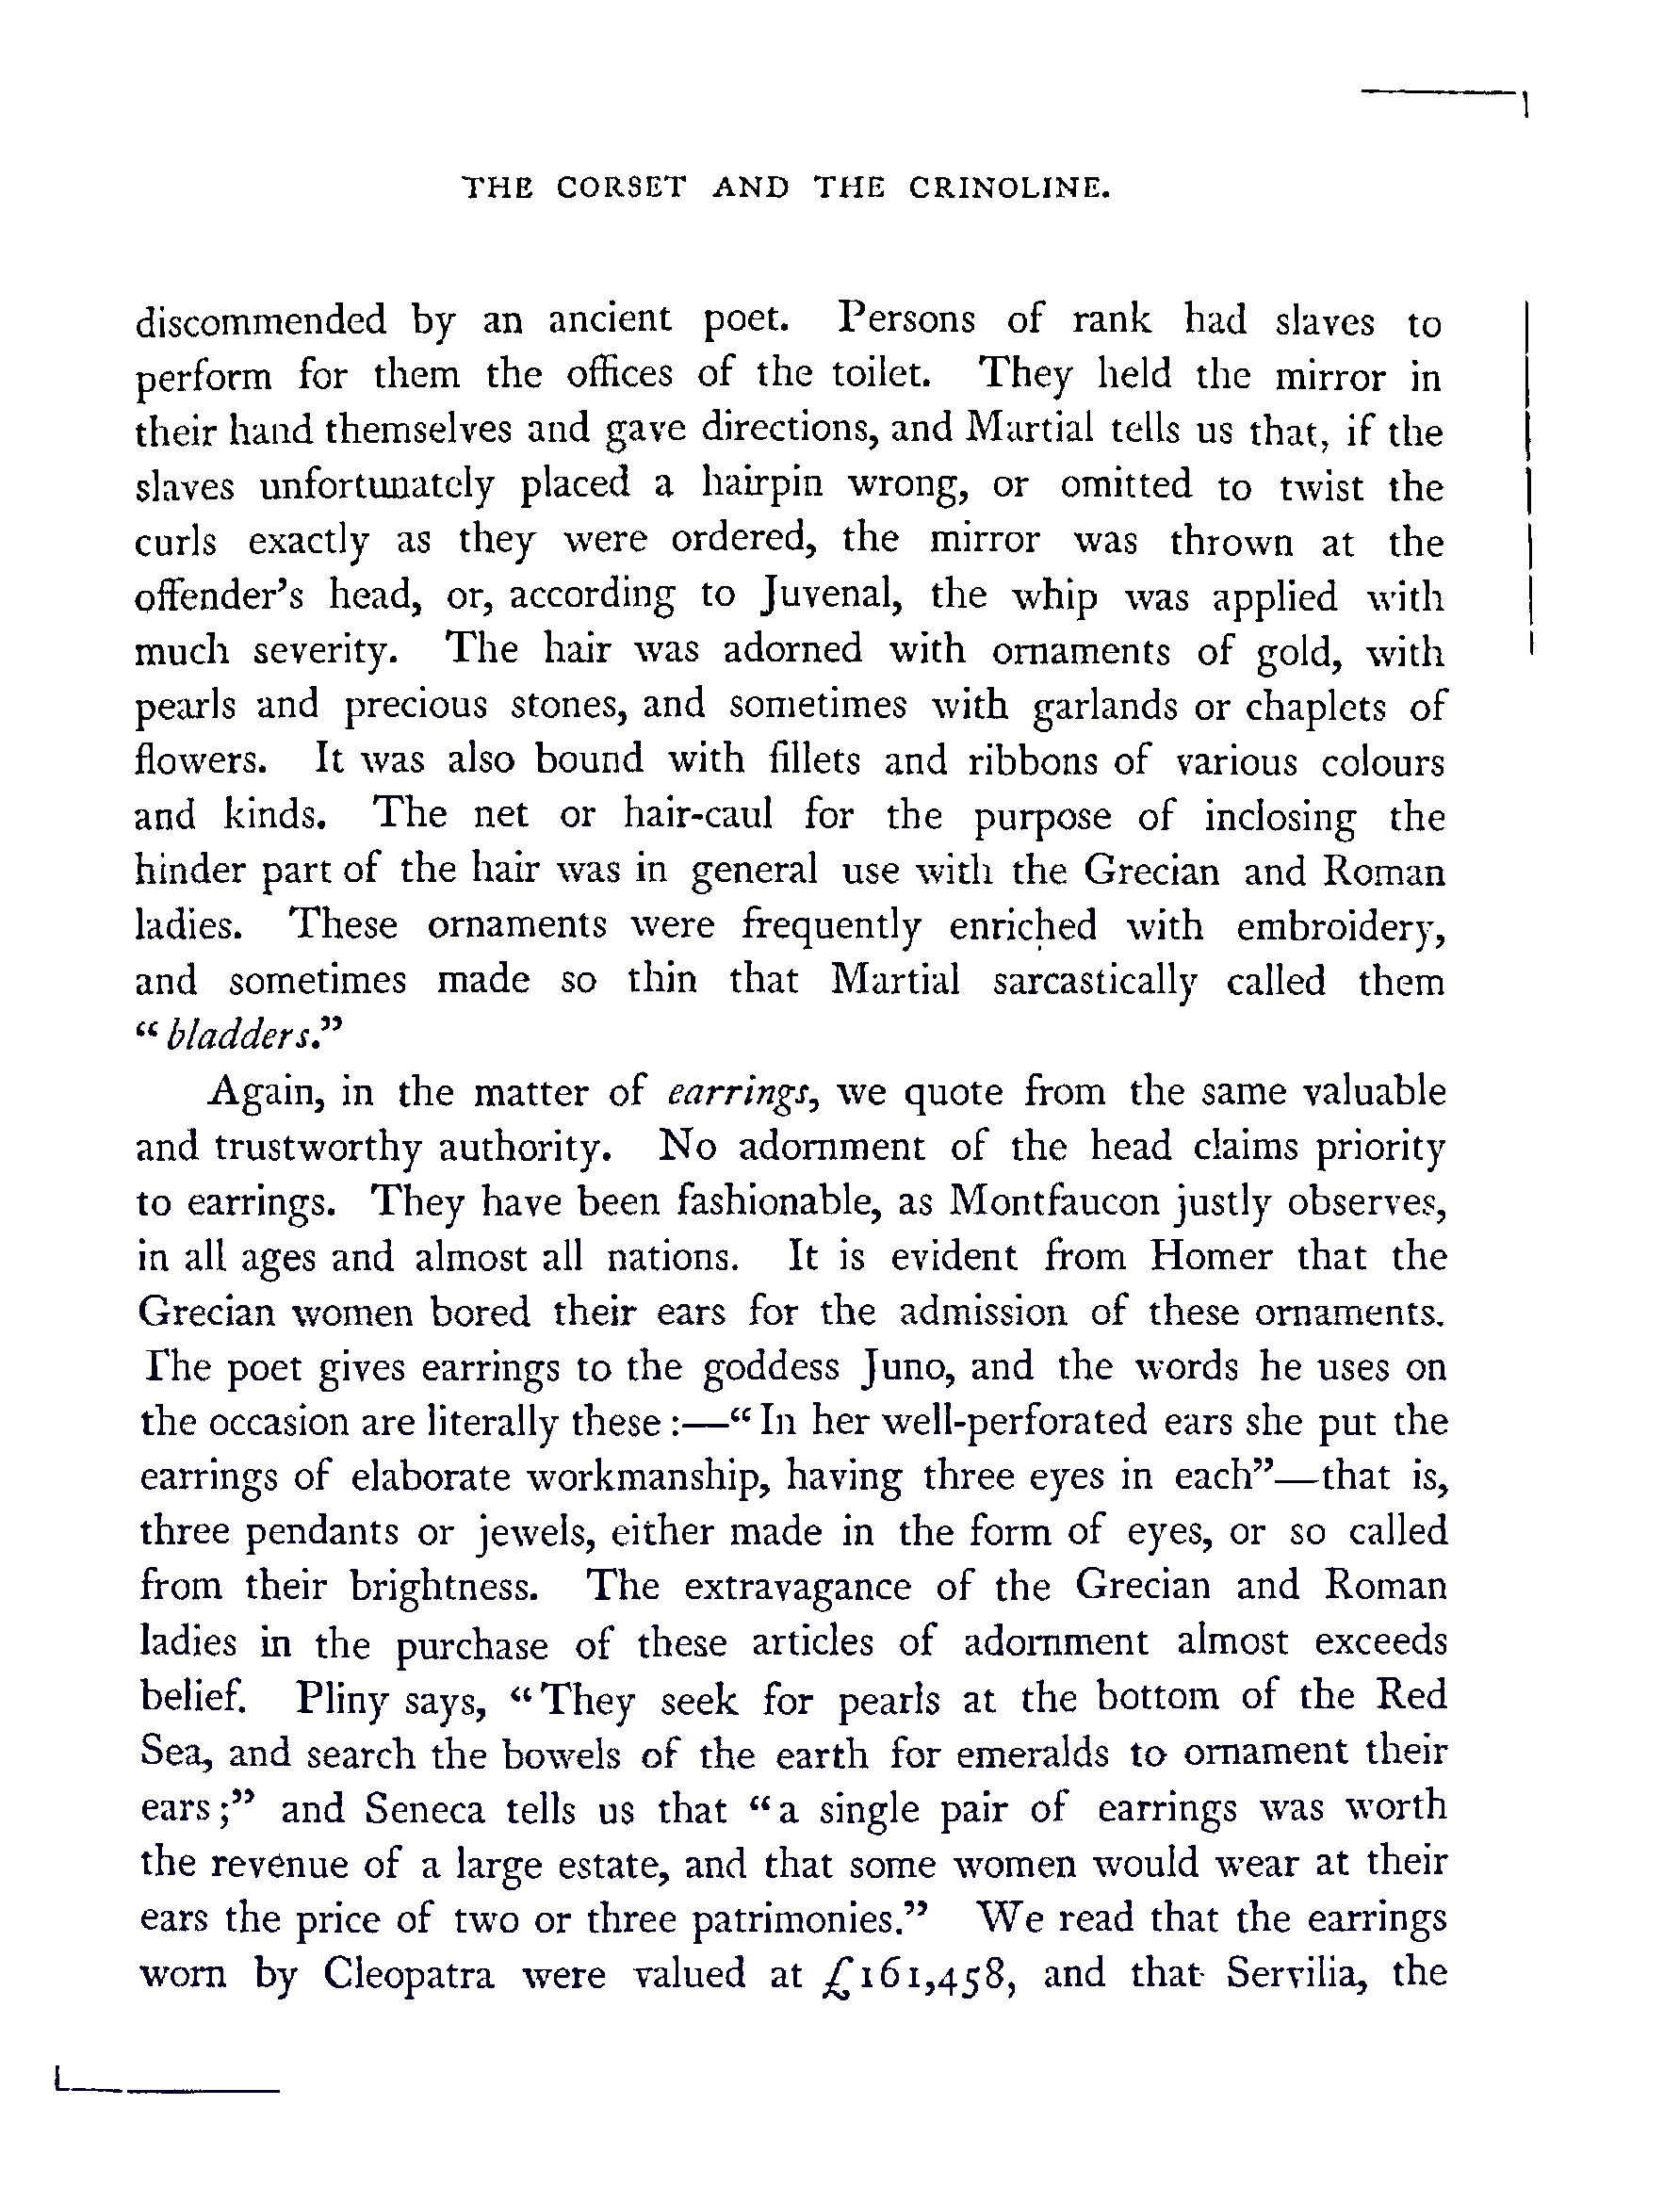 THE CORSET AND THE CRINOLINE.
discommended by an ancient poet. Persons of rank had slaves to
perform for them the offices of the toilet. They held the mirror in
their hand themselves and gave directions, and Martial tells us that, if the
slaves unfortunately placed a hairpin wrong, or omitted to twist the
curls exactly as they were ordered, the mirror was thrown at the
offender's head, or, according to Juvenal, the whip was applied with
much severity. The hair was adorned with ornaments of gold, with
pearls and precious stones, and sometimes with garlands or chaplets of
flowers. It was also bound with fillets and ribbons of various colours
and kinds. The net or hair-caul for the purpose of inclosing the
hinder part of the hair was in general use with the Grecian and Roman
ladies. These ornaments were frequently enriched with embroidery,
and sometimes made so thin that Martial sarcastically called them
“bladders.”
Again, in the matter of earrings, we quote from the same valuable
and trustworthy authority. No adornment of the head claims priority
to earrings. They have been fashionable, as Montfaucon justly observes,
in all ages and almost all nations. It is evident from Homer that the
Grecian women bored their ears for the admission of these ornaments.
The poet gives earrings to the goddess Juno, and the words he uses on
the occasion are literally these :—“In her well-perforated ears she put the
earrings of elaborate workmanship, having three eyes in each”—that is,
three pendants or jewels, either made in the form of eyes, or so called
from their brightness. The extravagance of the Grecian and Roman
ladies in the purchase of these articles of adornment almost exceeds
belief. Pliny says, “They seek for pearls at the bottom of the Red
Sea, and search the bowels of the earth for emeralds to ornament their
ears;” and Seneca tells us that “a single pair of earrings was worth
the revenue of a large estate, and that some women would wear at their
ears the price of two or three patrimonies.” We read that the earrings
worn by Cleopatra were valued at £161,458, and that Servilia, the